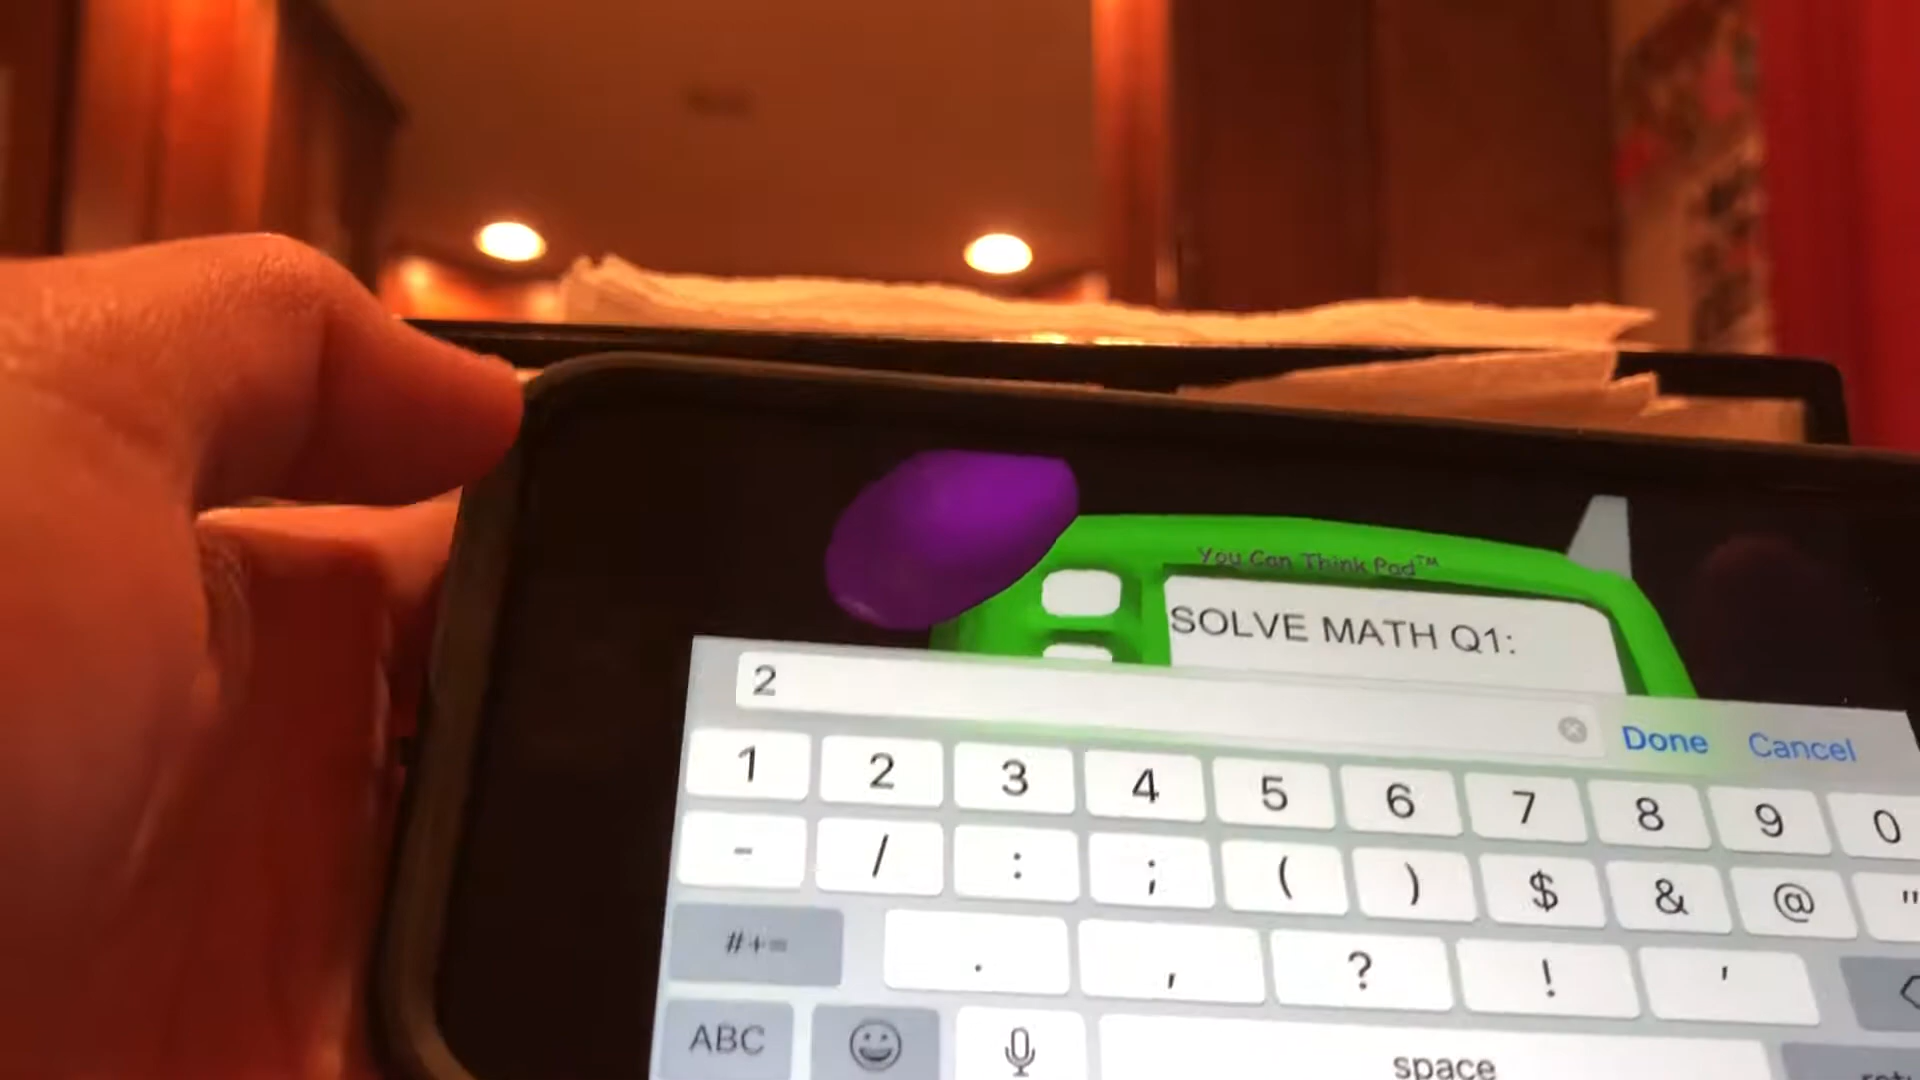 You Can Think Pad™
SOLVE MATH Q1:
2
Done Cancel
1 2 3 4 5 6 7 8 9 0
- / : ; ( ) $ & @ "
#+= . , ? ! '
ABC space